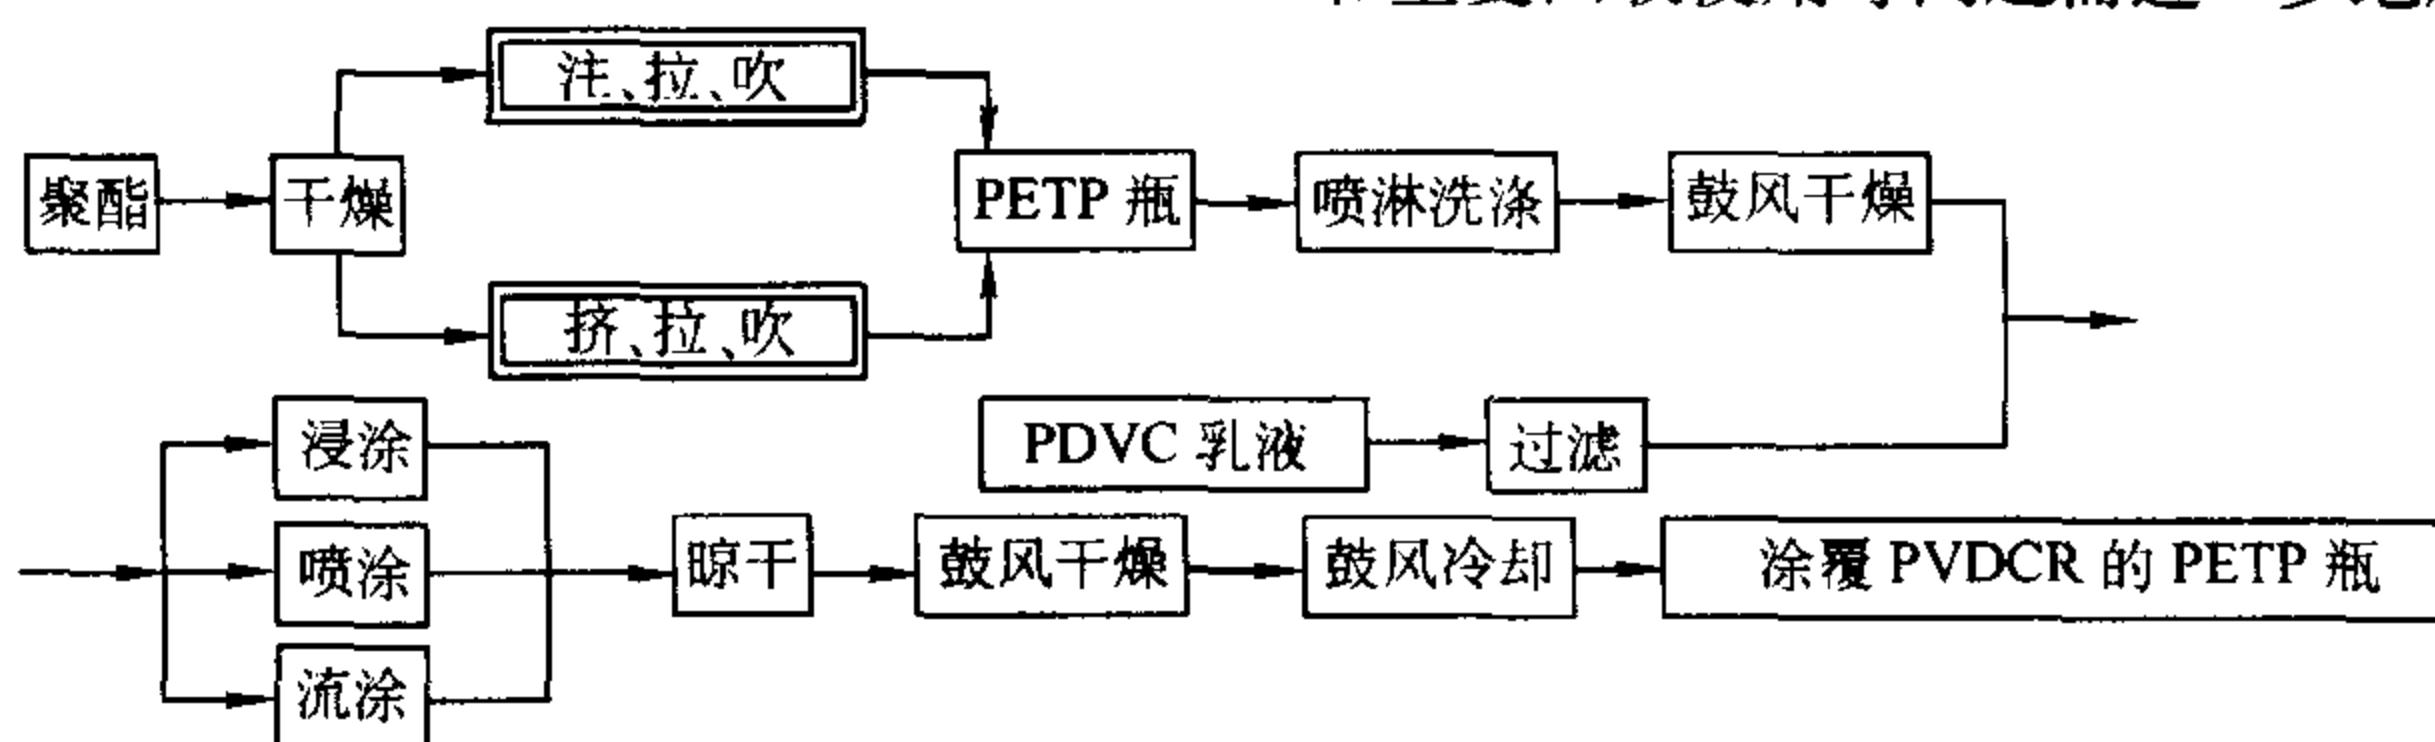 注、拉、吹
聚酯
干燥
PETP 瓶
喷淋洗涤
鼓风干燥
挤、拉、吹
PDVC 乳液
过滤
浸涂
喷涂
流涂
晾干
鼓风干燥
鼓风冷却
涂覆 PVDCR 的 PETP 瓶